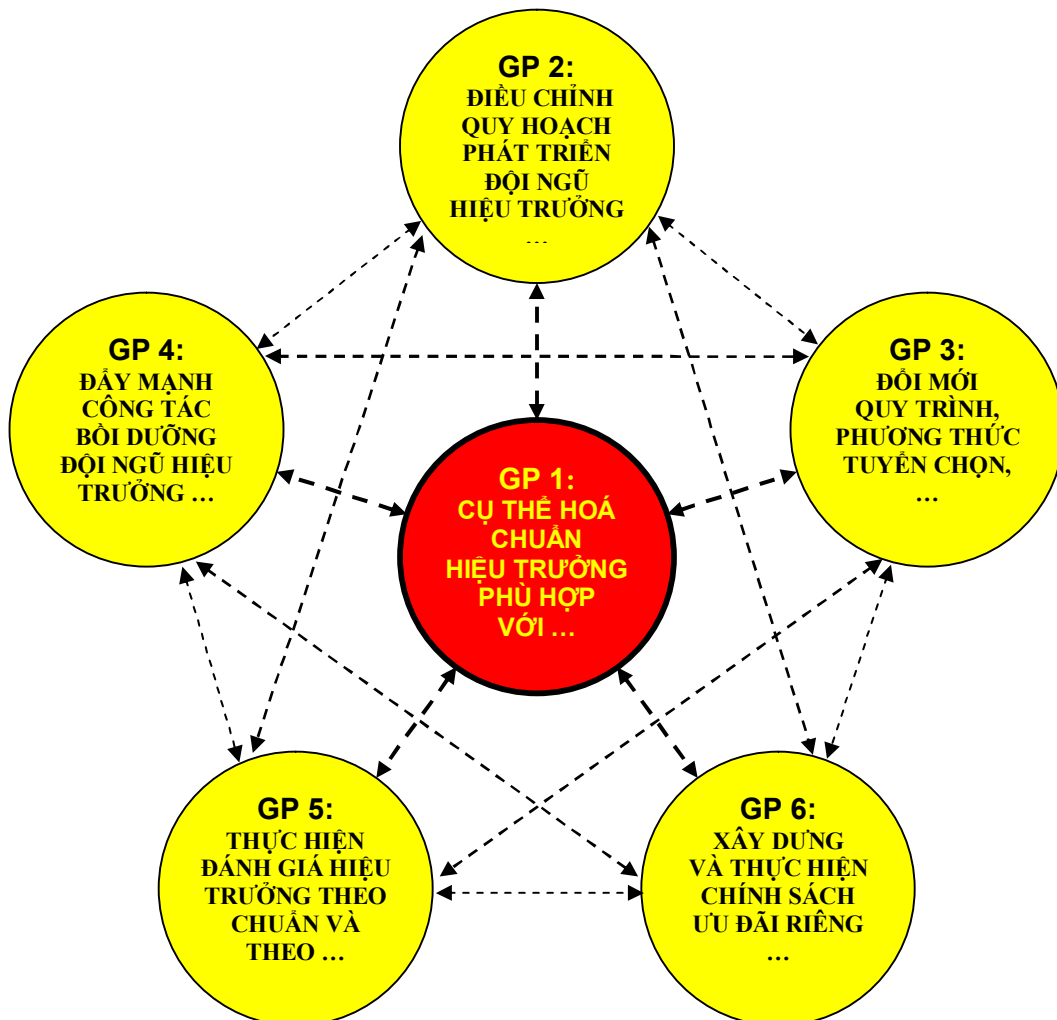 GP 2:
ĐIỀU CHỈNH
QUY HOẠCH
PHÁT TRIỂN
ĐỘI NGŨ
HIỆU TRƯỞNG
…
GP 4:
ĐẨY MẠNH
CÔNG TÁC
BỒI DƯỠNG
ĐỘI NGŨ HIỆU
TRƯỞNG …
GP 3:
ĐỔI MỚI
QUY TRÌNH,
PHƯƠNG THỨC
TUYỂN CHỌN,
…
GP 1:
CỤ THỂ HOÁ
CHUẨN
HIỆU TRƯỞNG
PHÙ HỢP
VỚI …
GP 5:
THỰC HIỆN
ĐÁNH GIÁ HIỆU
TRƯỞNG THEO
CHUẨN VÀ
THEO …
GP 6:
XÂY DƯNG
VÀ THỰC HIỆN
CHÍNH SÁCH
ƯU ĐÃI RIÊNG
…